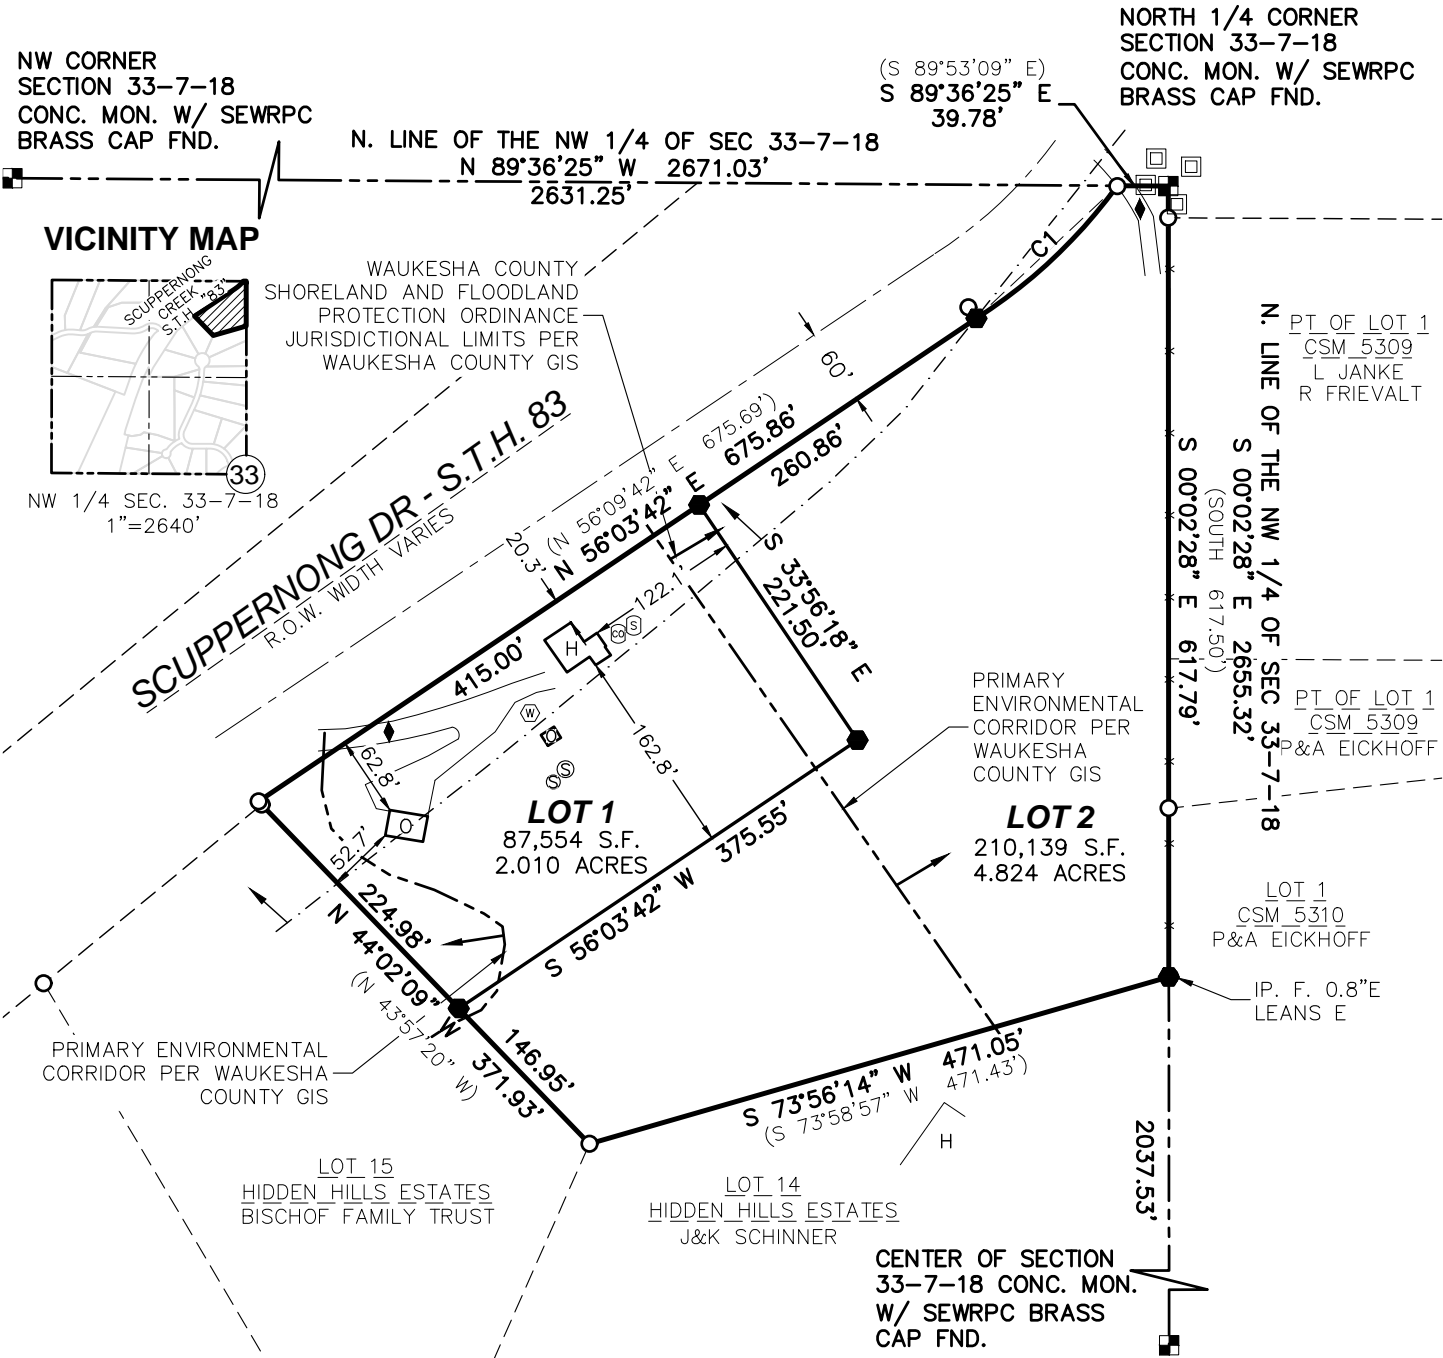 NORTH 1/4 CORNER
SECTION 33-7-18
CONC. MON. W/ SEWRPC
BRASS CAP FND.
NW CORNER
SECTION 33-7-18
CONC. MON. W/ SEWRPC
BRASS CAP FND.
(S 89°53'09" E)
S 89°36'25" E
39.78'
N. LINE OF THE NW 1/4 OF SEC 33-7-18
N 89°36'25" W 2671.03'
2631.25'
VICINITY MAP
SCUPPERNONG
CREEK
S.T.H. "83"
33
NW 1/4 SEC. 33-7-18
1"=2640'
WAUKESHA COUNTY
SHORELAND AND FLOODLAND
PROTECTION ORDINANCE
JURISDICTIONAL LIMITS PER
WAUKESHA COUNTY GIS
C1
60'
SCUPPERNONG DR - S.T.H. 83
R.O.W. WIDTH VARIES
(N 56°09'42" E 675.69')
N 56°03'42" E 675.86'
260.86'
415.00'
20.3'
122.1'
S 33°56'18" E
221.50'
H
CO
S
W
S
S
O
62.8'
52.7'
162.8'
LOT 1
87,554 S.F.
2.010 ACRES
S 56°03'42" W 375.55'
224.98'
N 44°02'09" W 371.93'
(N 43°57'20" W)
146.95'
PRIMARY
ENVIRONMENTAL
CORRIDOR PER
WAUKESHA
COUNTY GIS
LOT 2
210,139 S.F.
4.824 ACRES
S 00°02'28" E 617.79'
(SOUTH 617.50')
S 00°02'28" E 2655.32'
N. LINE OF THE NW 1/4 OF SEC 33-7-18
PT OF LOT 1
CSM 5309
L JANKE
R FRIEVALT
PT OF LOT 1
CSM 5309
P&A EICKHOFF
LOT 1
CSM 5310
P&A EICKHOFF
IP. F. 0.8"E
LEANS E
S 73°56'14" W 471.05'
(S 73°58'57" W 471.43')
H
PRIMARY ENVIRONMENTAL
CORRIDOR PER WAUKESHA
COUNTY GIS
LOT 15
HIDDEN HILLS ESTATES
BISCHOF FAMILY TRUST
LOT 14
HIDDEN HILLS ESTATES
J&K SCHINNER
2037.53'
CENTER OF SECTION
33-7-18 CONC. MON.
W/ SEWRPC BRASS
CAP FND.